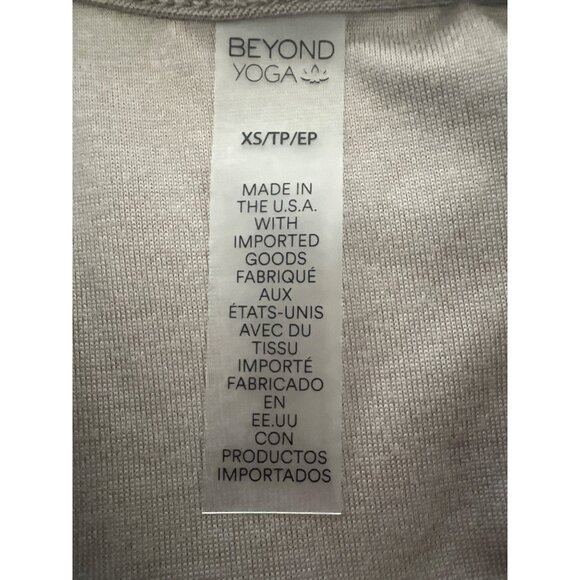 BEYOND
YOGA
XS/TP/EP
MADE IN
THE U.S.A.
WITH
IMPORTED
GOODS
FABRIQUÉ
AUX
ÉTATS-UNIS
AVEC DU
TISSU
IMPORTÉ
FABRICADO
EN
EE.UU
CON
PRODUCTOS
IMPORTADOS